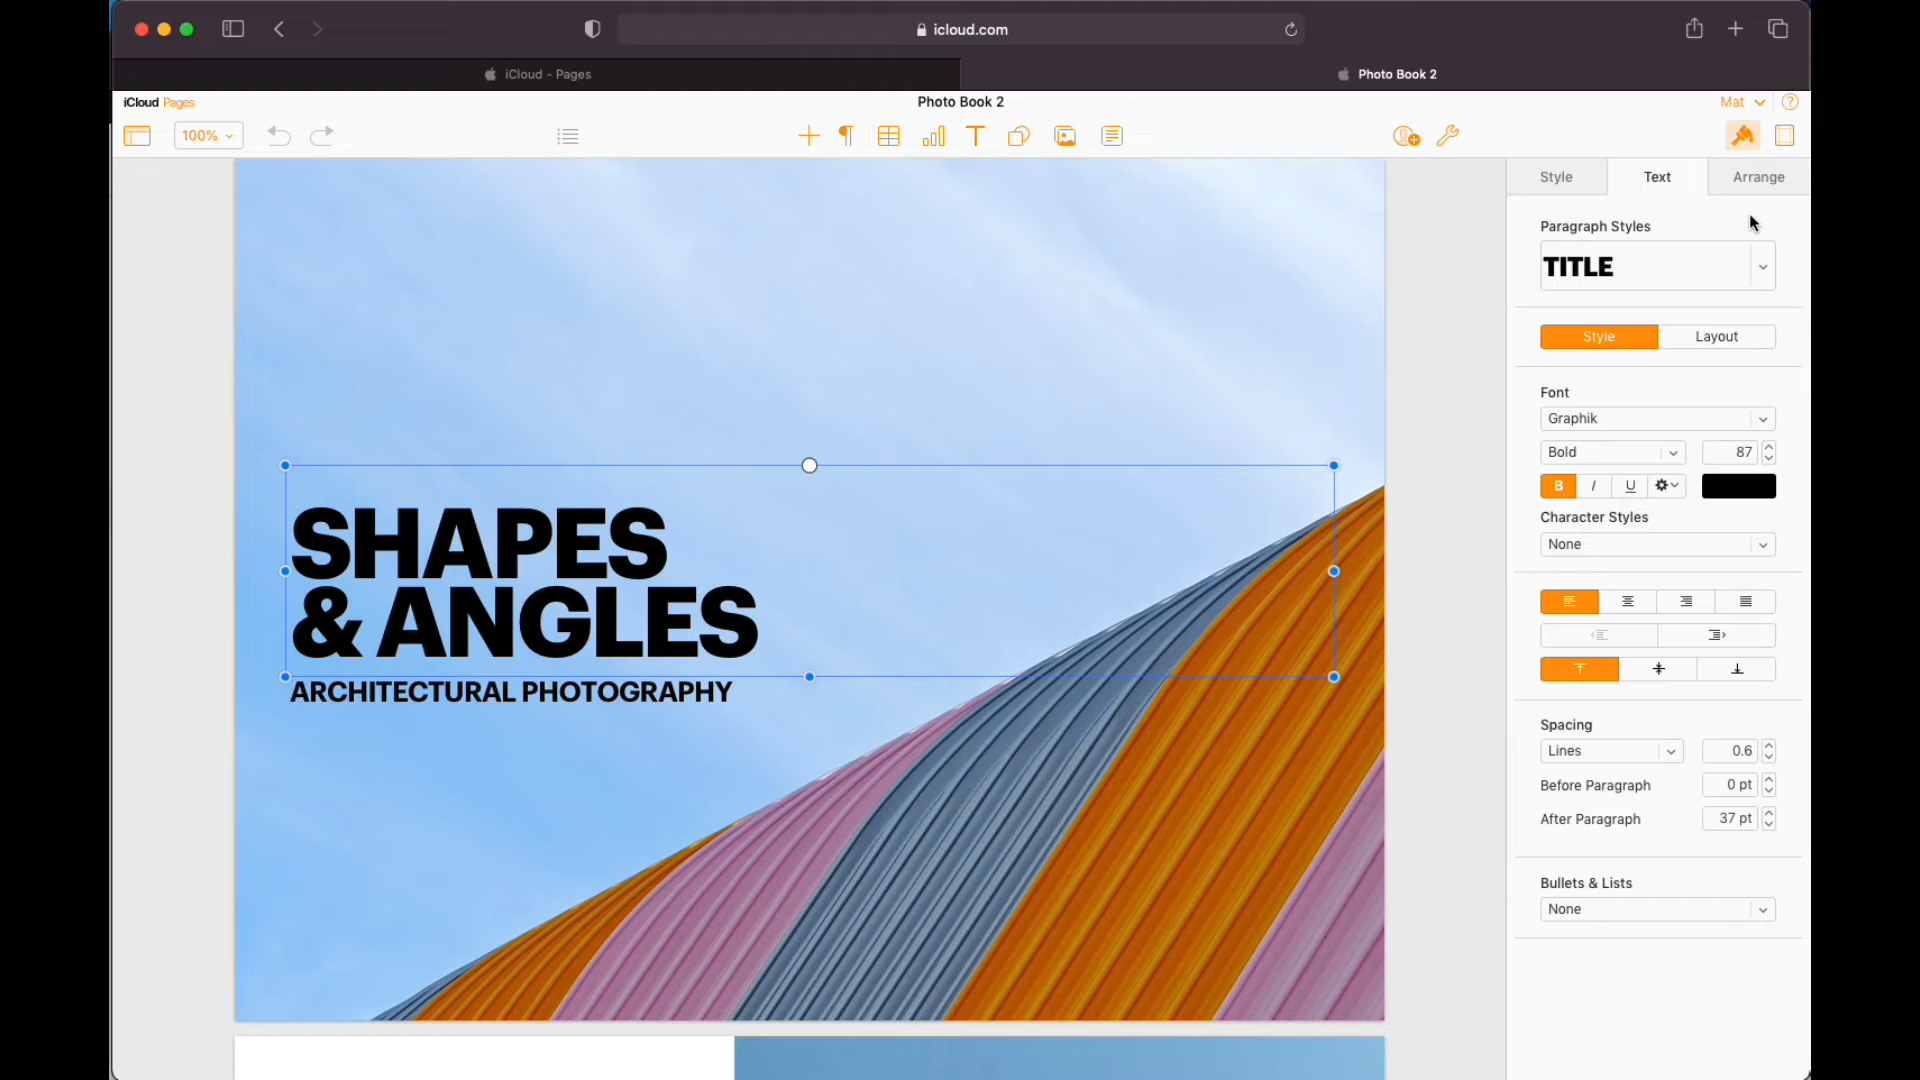 icloud.com
iCloud - Pages
Photo Book 2
iCloud Pages
Photo Book 2
Mat
100%
Style
Text
Arrange
Paragraph Styles
TITLE
Style
Layout
Font
Graphik
Bold
87
B
I
U
Character Styles
None
SHAPES
& ANGLES
ARCHITECTURAL PHOTOGRAPHY
Spacing
Lines
0.6
Before Paragraph
0 pt
After Paragraph
37 pt
Bullets & Lists
None